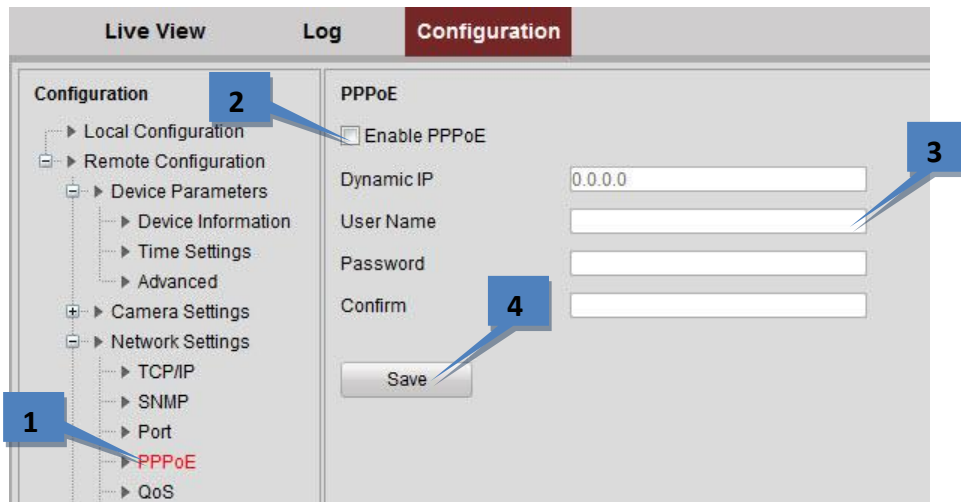 Live View Log Configuration
Configuration
Local Configuration
Remote Configuration
Device Parameters
Device Information
Time Settings
Advanced
Camera Settings
Network Settings
TCP/IP
SNMP
Port
PPPoE
QoS
1
2
PPPoE
Enable PPPoE
Dynamic IP 0.0.0.0
User Name
3
Password
Confirm
4
Save